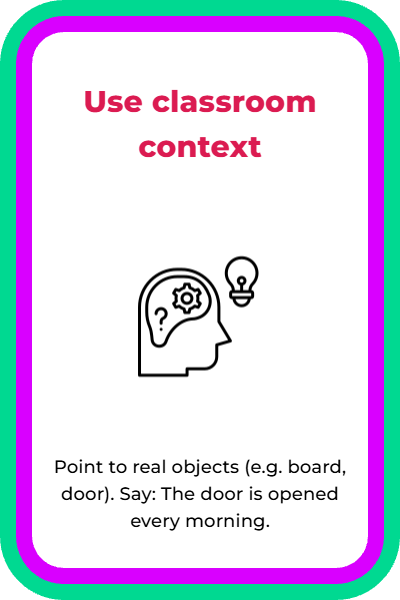 Use classroom
context
?
Point to real objects (e.g. board,
door). Say: The door is opened
every morning.